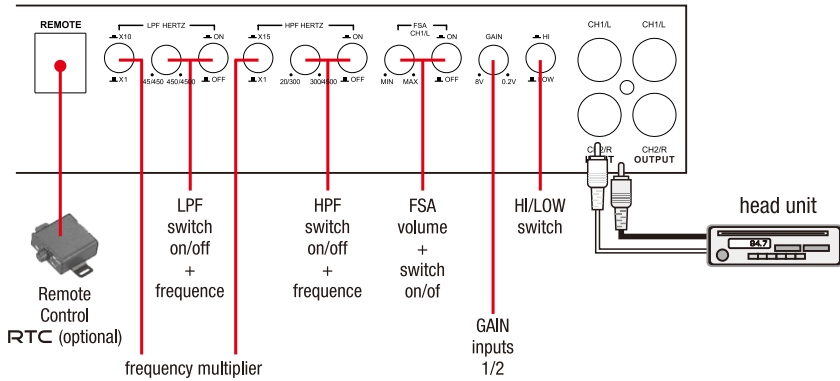 REMOTE
LPF HERTZ
HPF HERTZ
FSA
CH1/L
X10
ON
X15
ON
ON
GAIN
HI
CH1/L
CH1/L
X1
45/450
450/4500
OFF
X1
20/300
300/4500
OFF
MIN
MAX
OFF
8V
0.2V
LOW
CH2/R
CH2/R
INPUT
OUTPUT
LPF
switch
on/off
+
frequence
HPF
switch
on/off
+
frequence
FSA
volume
+
switch
on/of
HI/LOW
switch
head unit
84.7
Remote
Control
RTC (optional)
frequency multiplier
GAIN
inputs
1/2